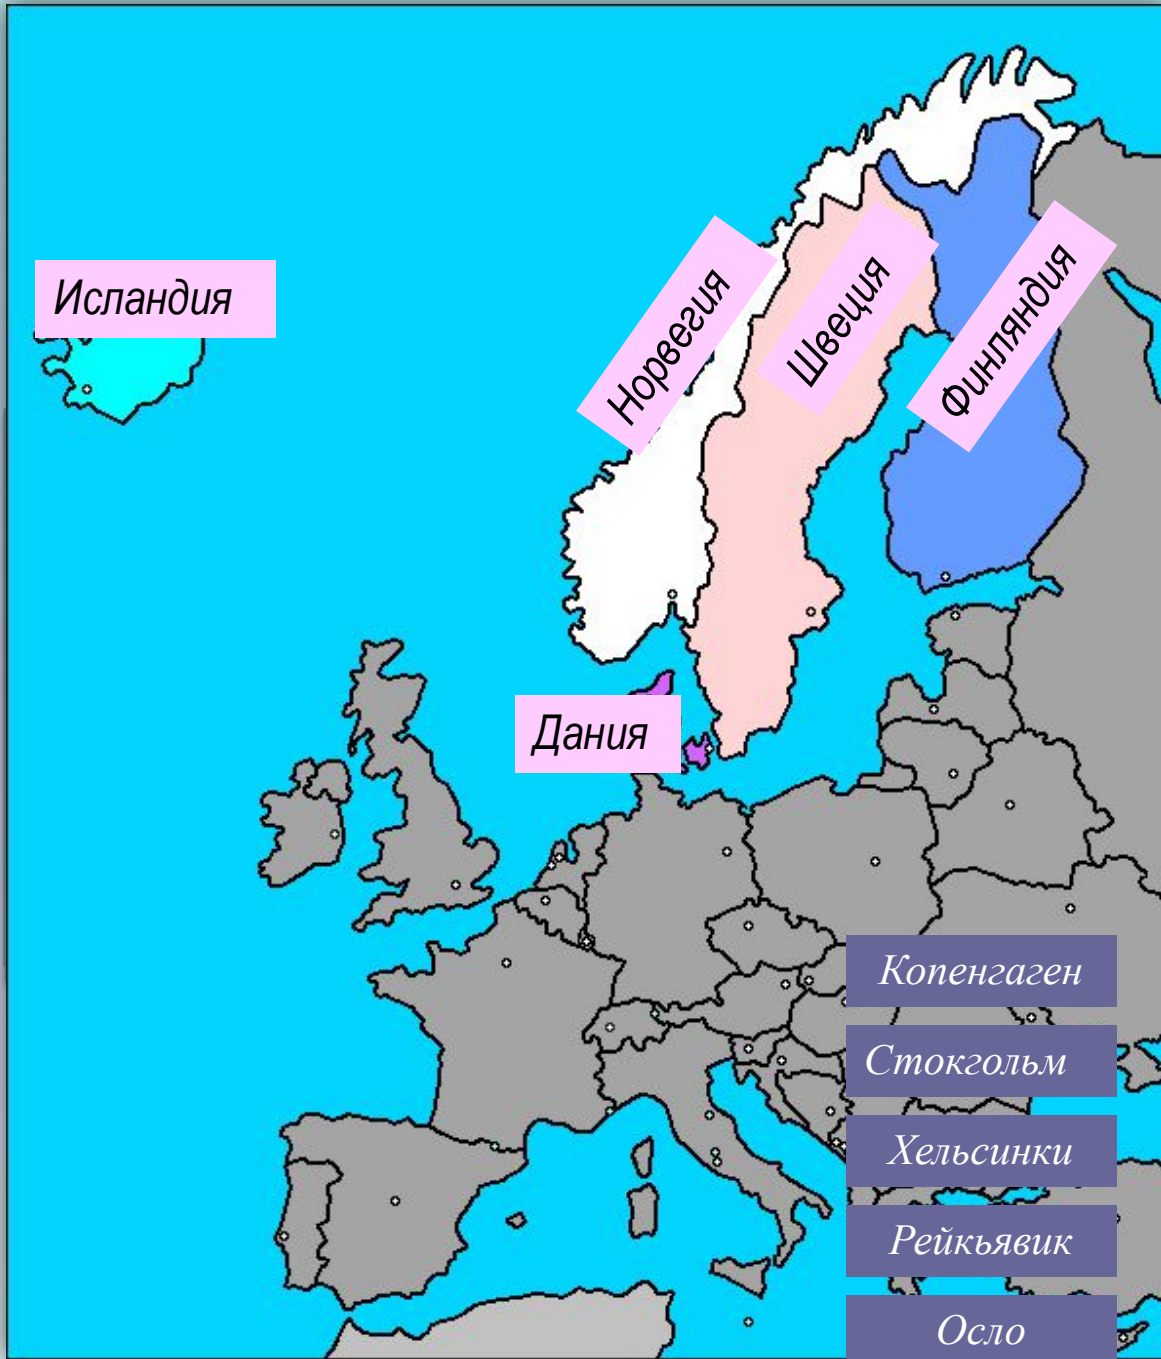 Исландия
Норвегия
Швеция
Финляндия
Дания
Копенгаген
Стокгольм
Хельсинки
Рейкьявик
Осло